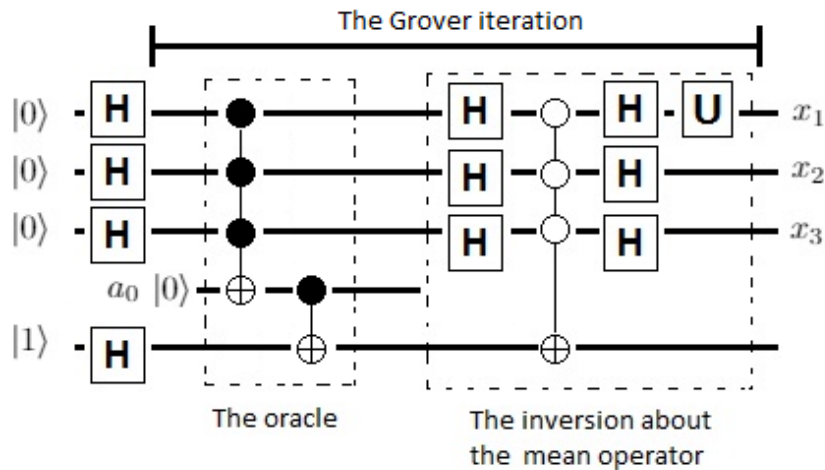 The Grover iteration
|0⟩ H H H U x₁
|0⟩ H H H x₂
|0⟩ H H H x₃
a₀ |0⟩
|1⟩ H
The oracle
The inversion about
the mean operator